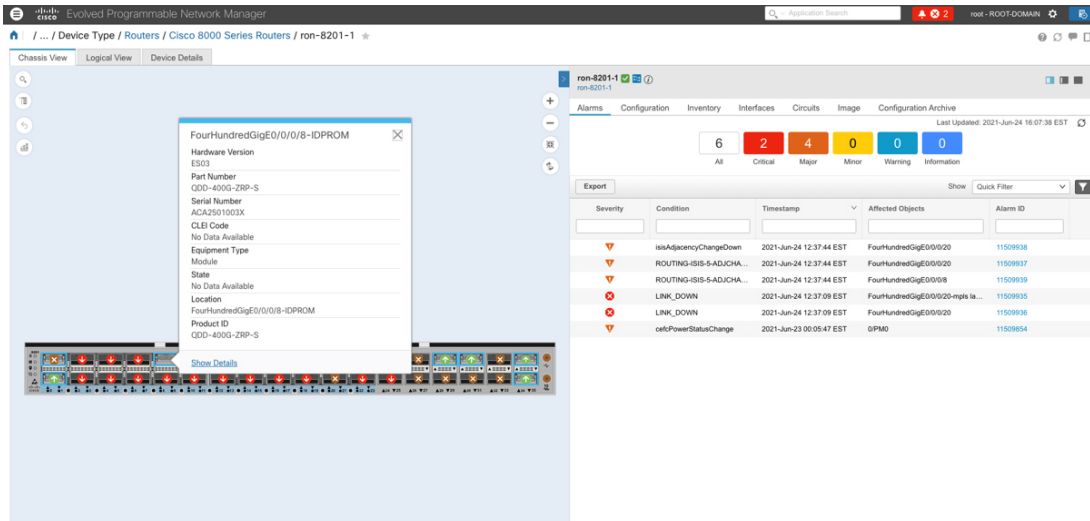 cisco Evolved Programmable Network Manager
Application Search
2
root - ROOT-DOMAIN
/ ... / Device Type / Routers / Cisco 8000 Series Routers / ron-8201-1
Chassis View Logical View Device Details
FourHundredGigE0/0/0/8-IDPROM
Hardware Version
ES03
Part Number
QDD-400G-ZRP-S
Serial Number
ACA2501003X
CLEI Code
No Data Available
Equipment Type
Module
State
No Data Available
Location
FourHundredGigE0/0/0/8-IDPROM
Product ID
QDD-400G-ZRP-S
Show Details
ron-8201-1
ron-8201-1
Alarms Configuration Inventory Interfaces Circuits Image Configuration Archive
Last Updated: 2021-Jun-24 16:07:38 EST
6 2 4 0 0 0
All Critical Major Minor Warning Information
Export Show Quick Filter
Severity Condition Timestamp Affected Objects Alarm ID
isisAdjacencyChangeDown 2021-Jun-24 12:37:44 EST FourHundredGigE0/0/0/20 11509938
ROUTING-ISIS-5-ADJCHA... 2021-Jun-24 12:37:44 EST FourHundredGigE0/0/0/20 11509937
ROUTING-ISIS-5-ADJCHA... 2021-Jun-24 12:37:44 EST FourHundredGigE0/0/0/8 11509939
LINK_DOWN 2021-Jun-24 12:37:09 EST FourHundredGigE0/0/0/20-mpls la... 11509935
LINK_DOWN 2021-Jun-24 12:37:09 EST FourHundredGigE0/0/0/20 11509936
cefcPowerStatusChange 2021-Jun-23 00:05:47 EST 0/PM0 11509854